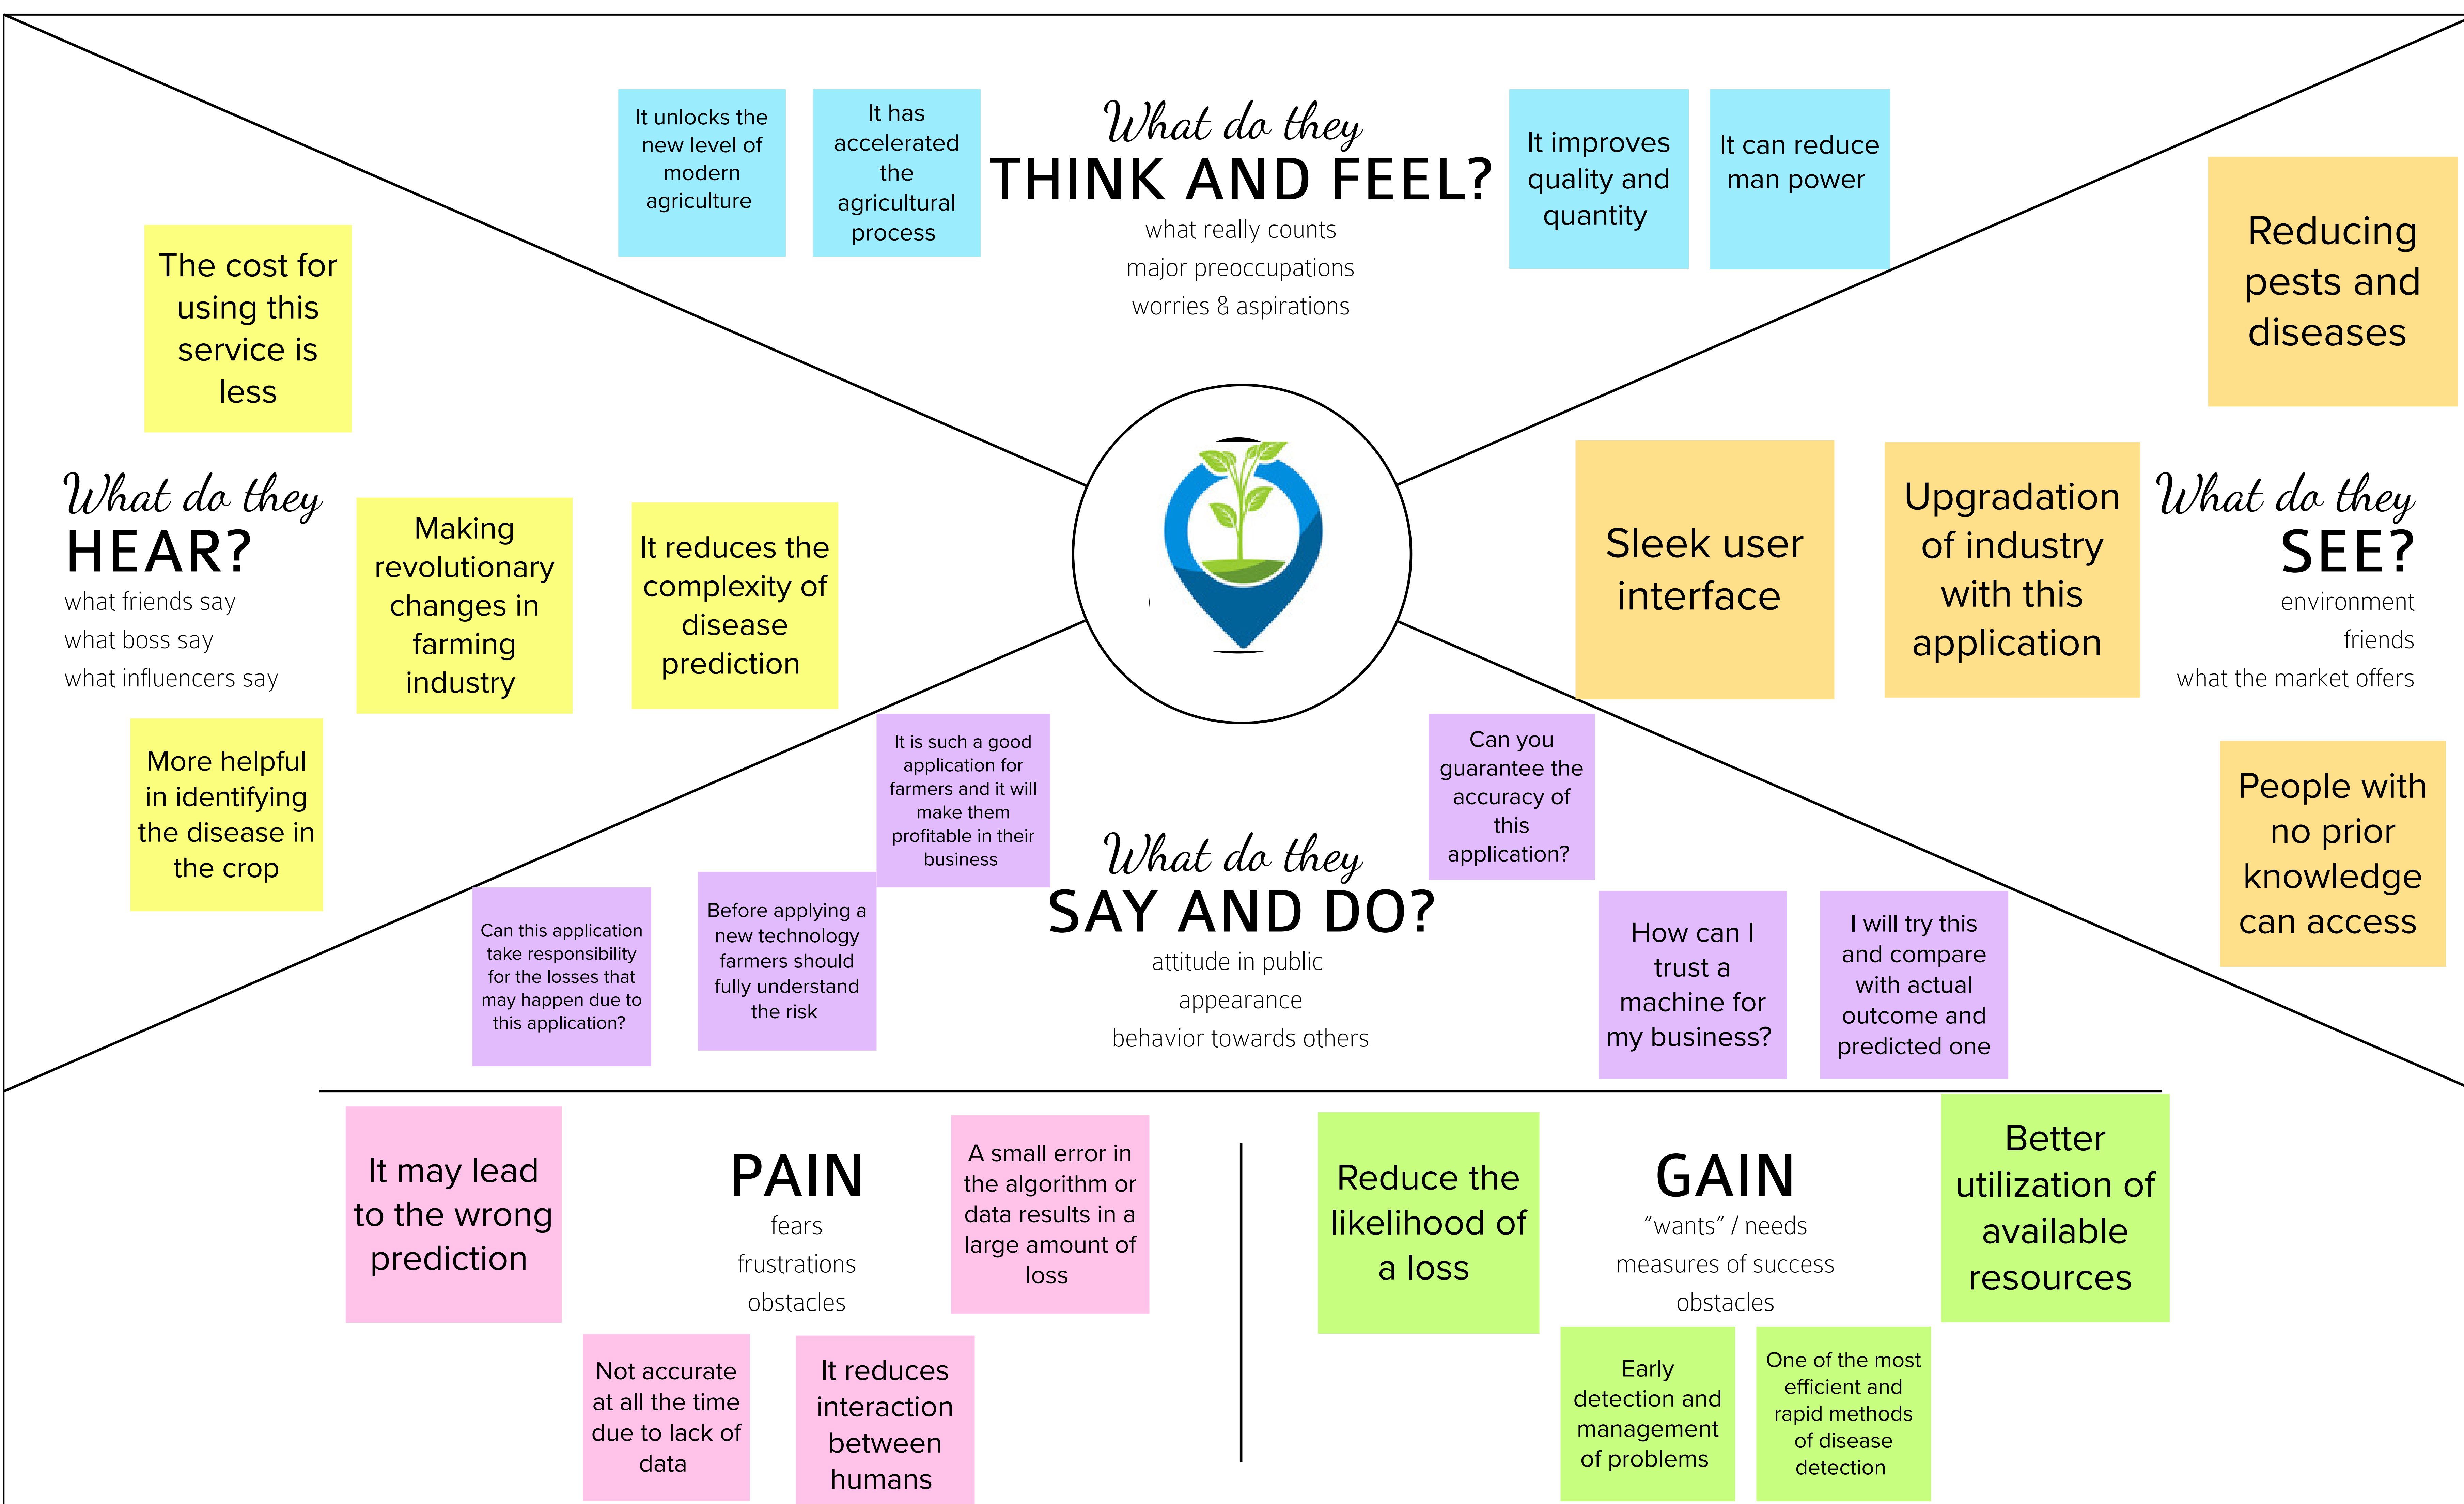 What do they
THINK AND FEEL?
what really counts
major preoccupations
worries & aspirations
It unlocks the
new level of
modern
agriculture
It has
accelerated
the
agricultural
process
It improves
quality and
quantity
It can reduce
man power
The cost for
using this
service is
less
What do they
HEAR?
what friends say
what boss say
what influencers say
Making
revolutionary
changes in
farming
industry
It reduces the
complexity of
disease
prediction
More helpful
in identifying
the disease in
the crop
Reducing
pests and
diseases
Sleek user
interface
Upgradation
of industry
with this
application
What do they
SEE?
environment
friends
what the market offers
People with
no prior
knowledge
can access
It is such a good
application for
farmers and it will
make them
profitable in their
business
Can you
guarantee the
accuracy of
this
application?
What do they
SAY AND DO?
attitude in public
appearance
behavior towards others
Can this application
take responsibility
for the losses that
may happen due to
this application?
Before applying a
new technology
farmers should
fully understand
the risk
How can I
trust a
machine for
my business?
I will try this
and compare
with actual
outcome and
predicted one
It may lead
to the wrong
prediction
PAIN
fears
frustrations
obstacles
A small error in
the algorithm or
data results in a
large amount of
loss
Not accurate
at all the time
due to lack of
data
It reduces
interaction
between
humans
Reduce the
likelihood of
a loss
GAIN
“wants” / needs
measures of success
obstacles
Better
utilization of
available
resources
Early
detection and
management
of problems
One of the most
efficient and
rapid methods
of disease
detection